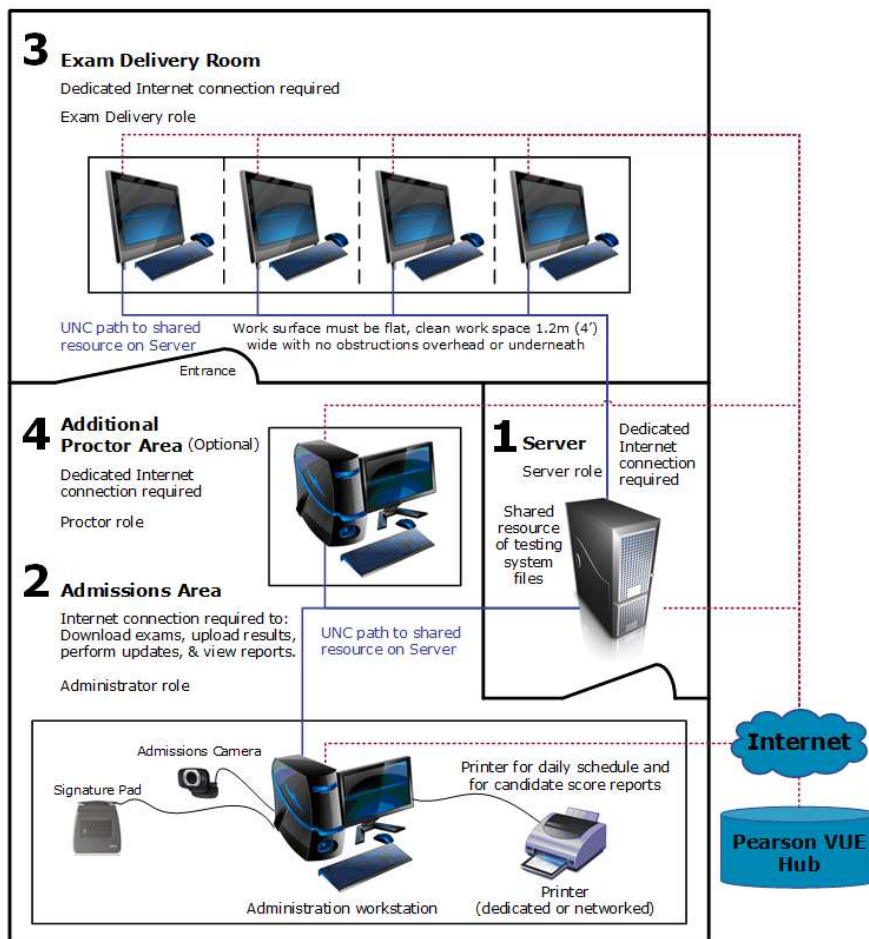 3 Exam Delivery Room
Dedicated Internet connection required
Exam Delivery role
UNC path to shared
resource on Server
Work surface must be flat, clean work space 1.2m (4’)
wide with no obstructions overhead or underneath
Entrance
4 Additional
Proctor Area (Optional)
Dedicated Internet
connection required
Proctor role
1 Server
Server role
Dedicated
Internet
connection
required
Shared
resource
of testing
system
files
2 Admissions Area
Internet connection required to:
Download exams, upload results,
perform updates, & view reports.
Administrator role
UNC path to shared
resource on Server
Admissions Camera
Signature Pad
Administration workstation
Printer for daily schedule and
for candidate score reports
Printer
(dedicated or networked)
Internet
Pearson VUE
Hub